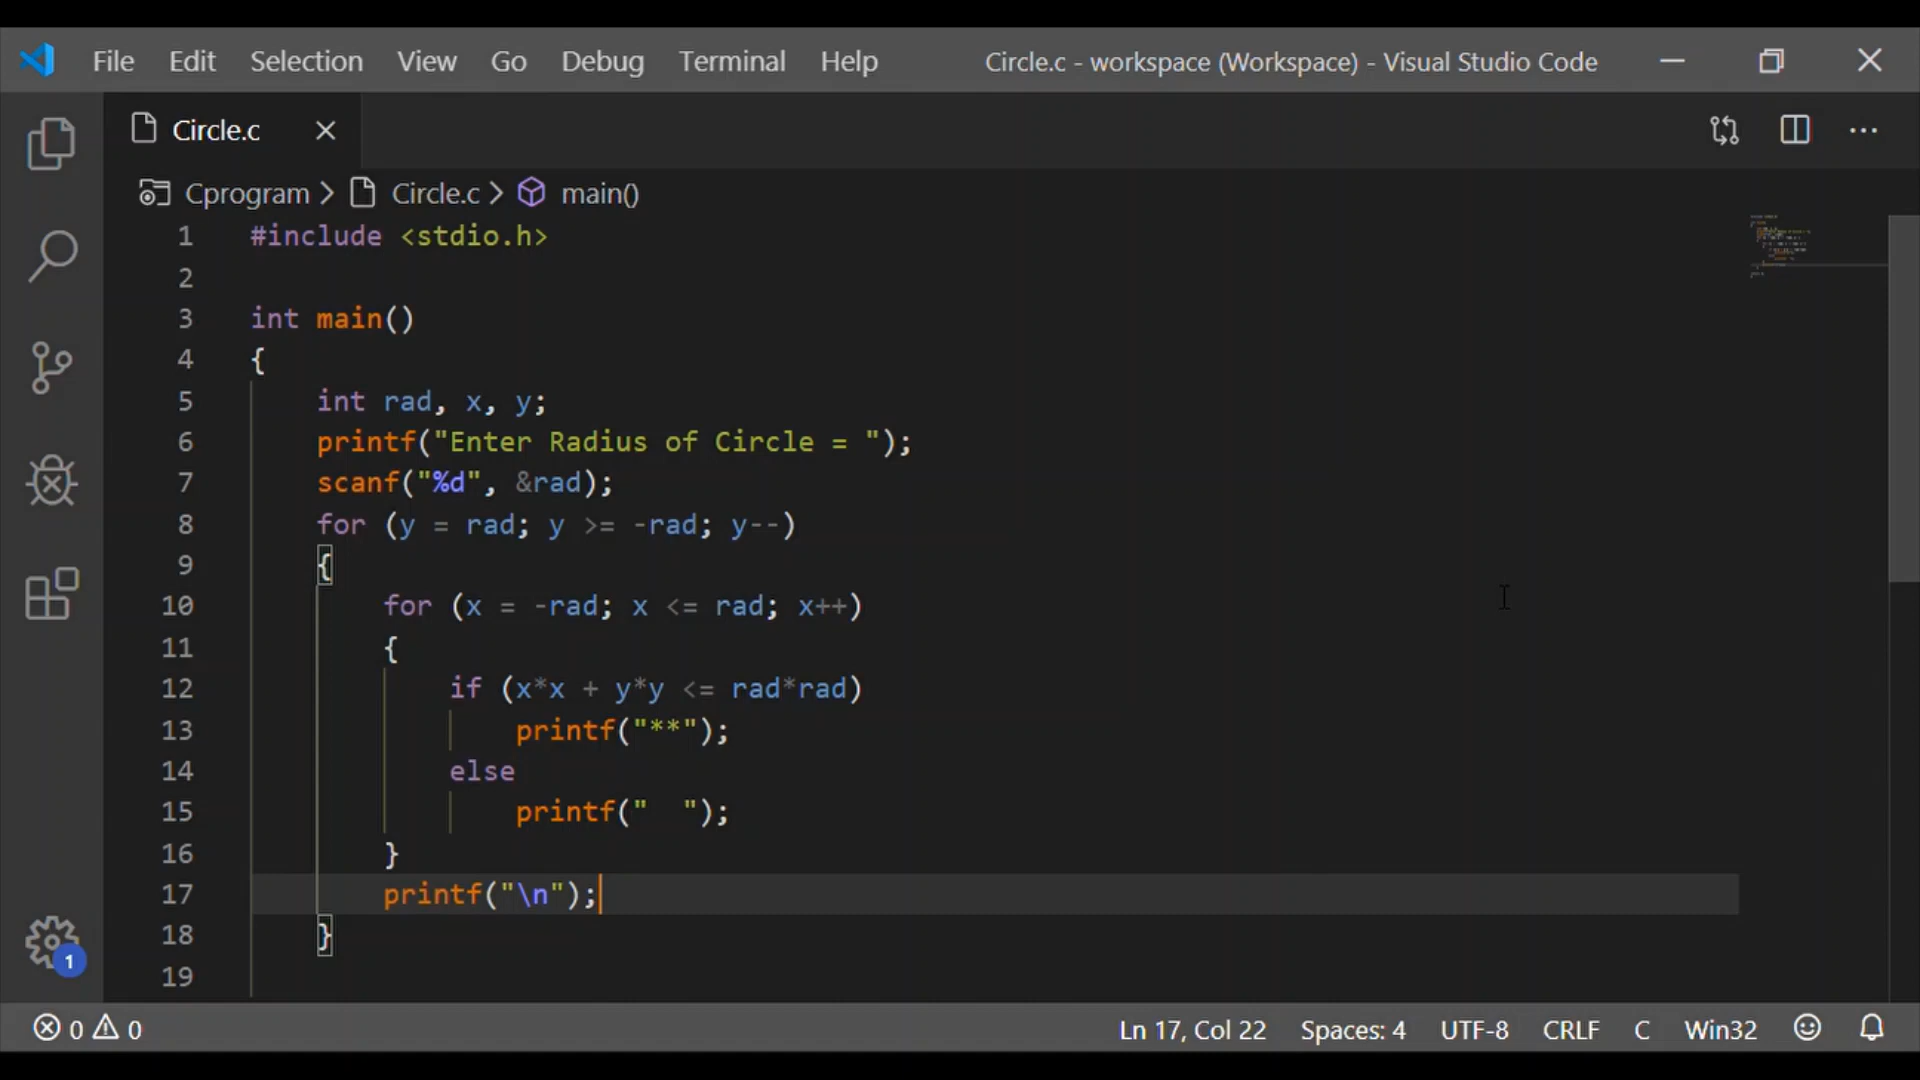 File Edit Selection View Go Debug Terminal Help Circle.c - workspace (Workspace) - Visual Studio Code
Circle.c
Cprogram > Circle.c > main()
1 #include <stdio.h>
2
3 int main()
4 {
5     int rad, x, y;
6     printf("Enter Radius of Circle = ");
7     scanf("%d", &rad);
8     for (y = rad; y >= -rad; y--)
9     {
10         for (x = -rad; x <= rad; x++)
11         {
12             if (x*x + y*y <= rad*rad)
13                 printf("**");
14             else
15                 printf("  ");
16         }
17         printf("\n");
18     }
19
1
0 0 Ln 17, Col 22 Spaces: 4 UTF-8 CRLF C Win32